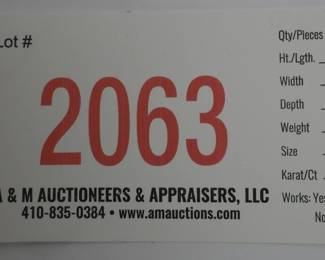 Lot #
2063
& M AUCTIONEERS & APPRAISERS, LLC
410-835-0384 • www.amauctions.com
Qty/Pieces
Ht./Lgth.
Width
Depth
Weight
Size
Karat/Ct
Works: Yes
No